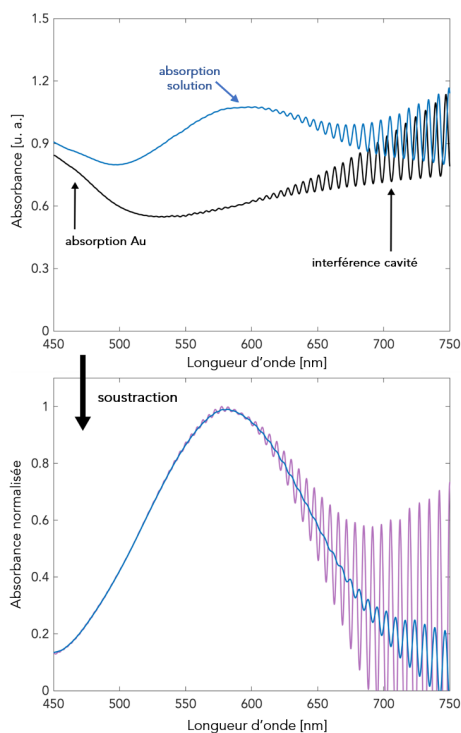 1.5
1.2
0.9
0.6
0.3
0
Absorbance [u. a.]
absorption
solution
absorption Au
interférence cavité
450 500 550 600 650 700 750
Longueur d'onde [nm]
soustraction
1
0.8
0.6
0.4
0.2
0
Absorbance normalisée
450 500 550 600 650 700 750
Longueur d'onde [nm]